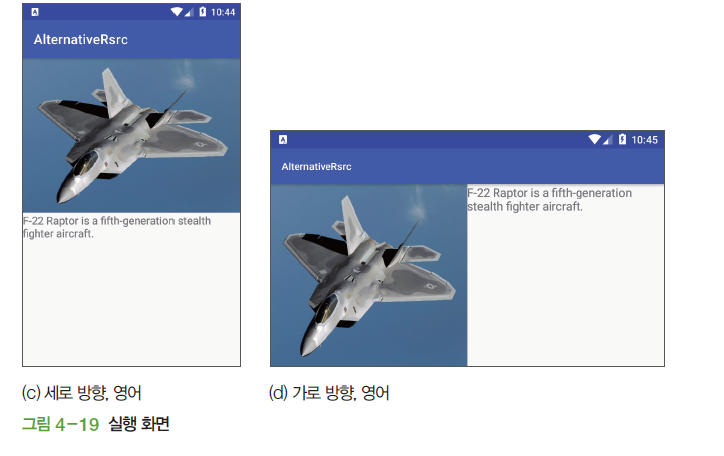 10:44
AlternativeRsrc
F-22 Raptor is a fifth-generation stealth
fighter aircraft.
10:45
AlternativeRsrc
F-22 Raptor is a fifth-generation
stealth fighter aircraft.
(c) 세로 방향, 영어
(d) 가로 방향, 영어
그림 4-19 실행 화면